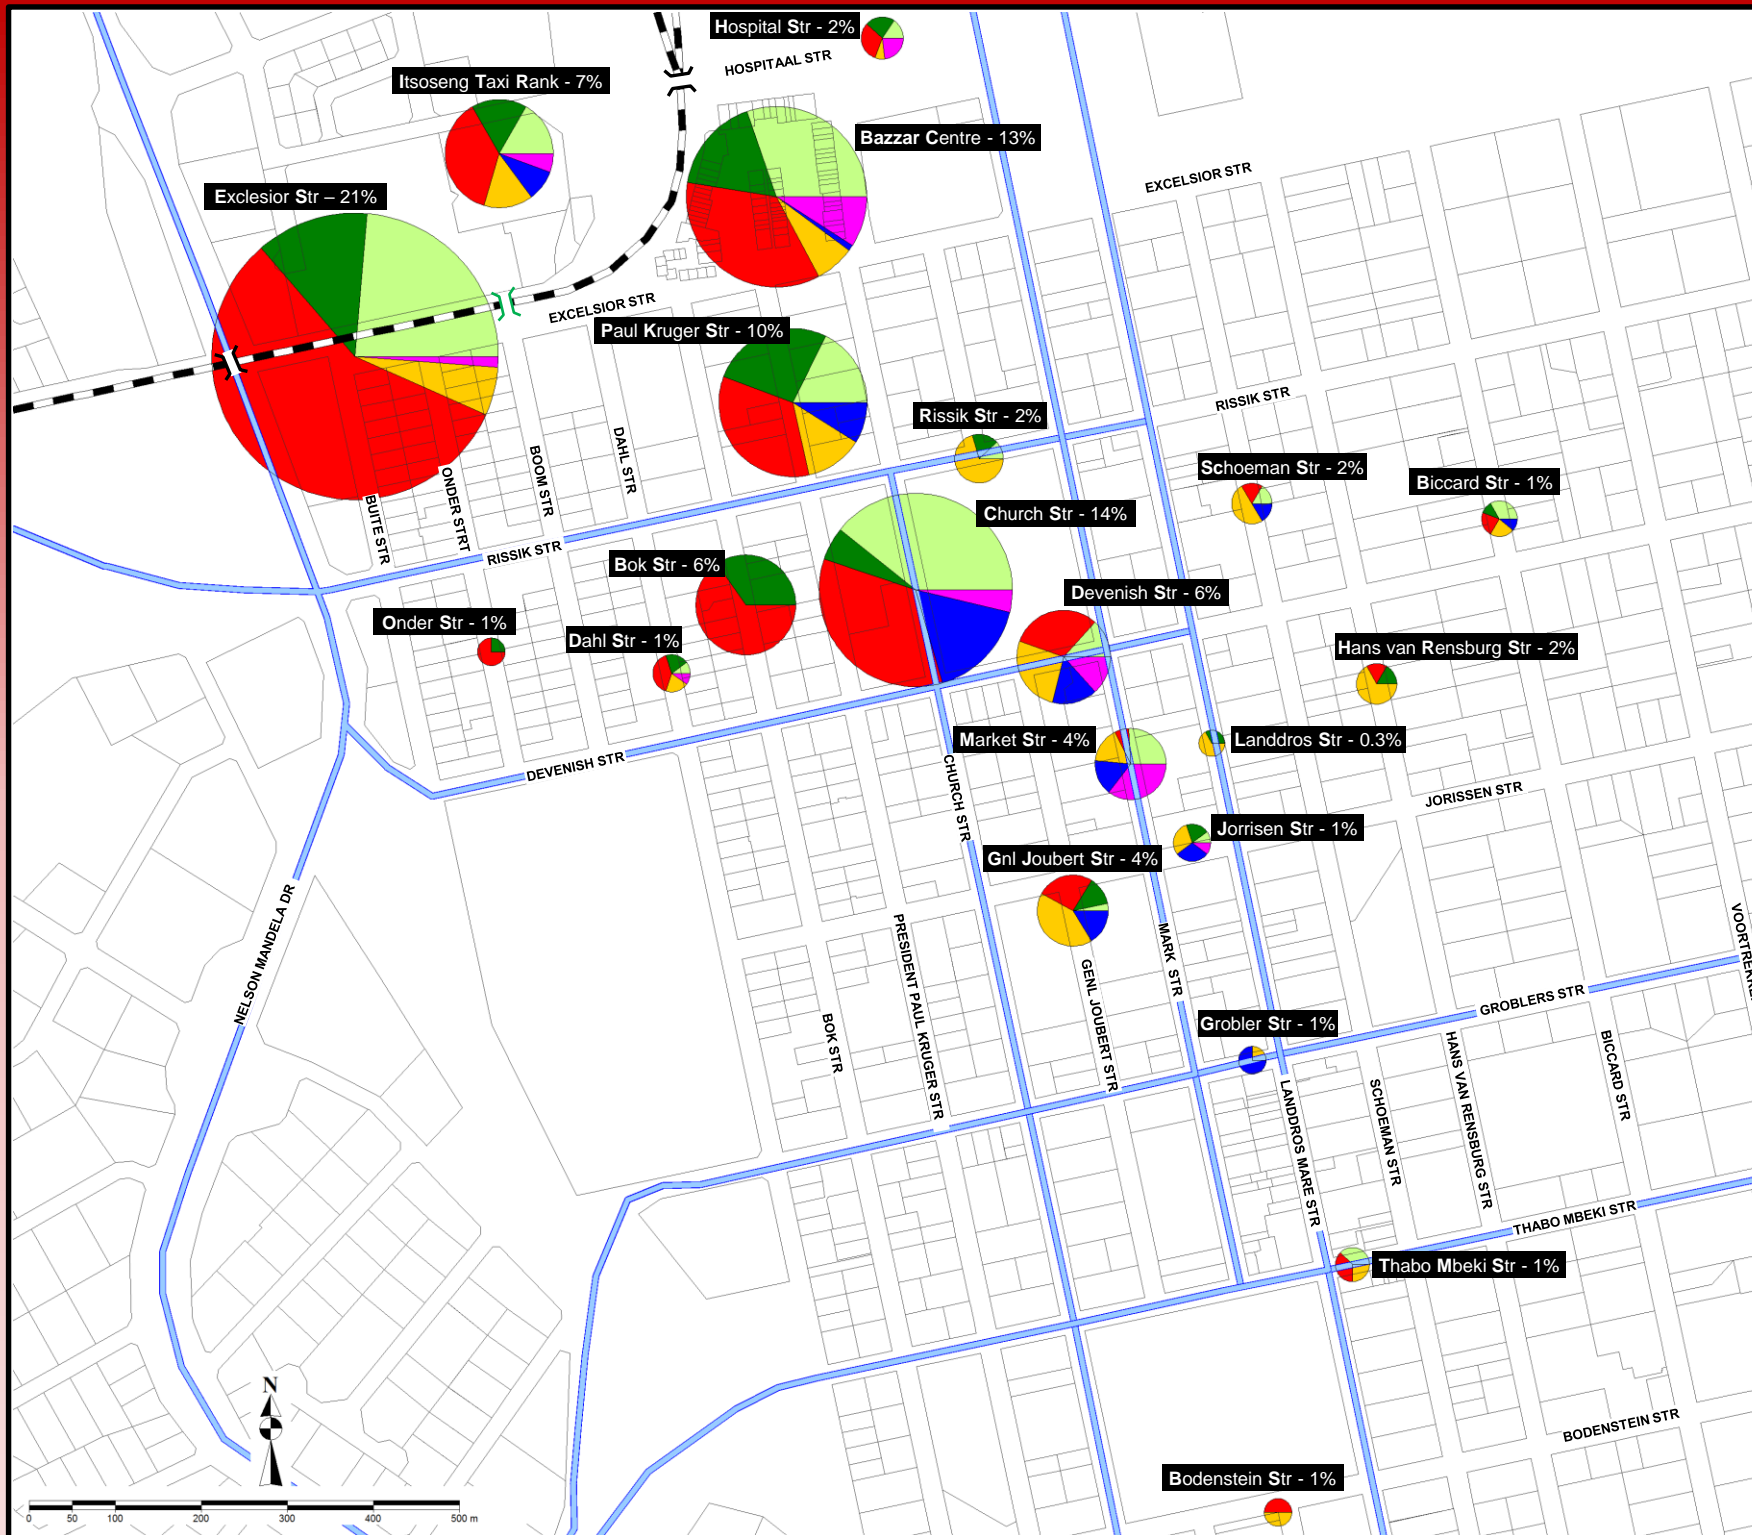 Hospital Str - 2%
HOSPITAAL STR
Itsoseng Taxi Rank - 7%
Bazzar Centre - 13%
EXCELSIOR STR
Exclesior Str – 21%
EXCELSIOR STR
Paul Kruger Str - 10%
RISSIK STR
Rissik Str - 2%
DAHL STR
BOOM STR
ONDER STRT
BUITE STR
Schoeman Str - 2%
Biccard Str - 1%
Church Str - 14%
RISSIK STR
Bok Str - 6%
Devenish Str - 6%
Onder Str - 1%
Dahl Str - 1%
Hans van Rensburg Str - 2%
Market Str - 4%
Landdros Str - 0.3%
DEVENISH STR
CHURCH STR
JORISSEN STR
Jorrisen Str - 1%
Gnl Joubert Str - 4%
NELSON MANDELA DR
PRESIDENT PAUL KRUGER STR
MARK STR
GENL JOUBERT STR
GROBLERS STR
BOK STR
Grobler Str - 1%
LANDDROS MARE STR
SCHOEMAN STR
HANS VAN RENSBURG STR
BICCARD STR
THABO MBEKI STR
Thabo Mbeki Str - 1%
N
BODENSTEIN STR
Bodenstein Str - 1%
0 50 100 200 300 400 500 m